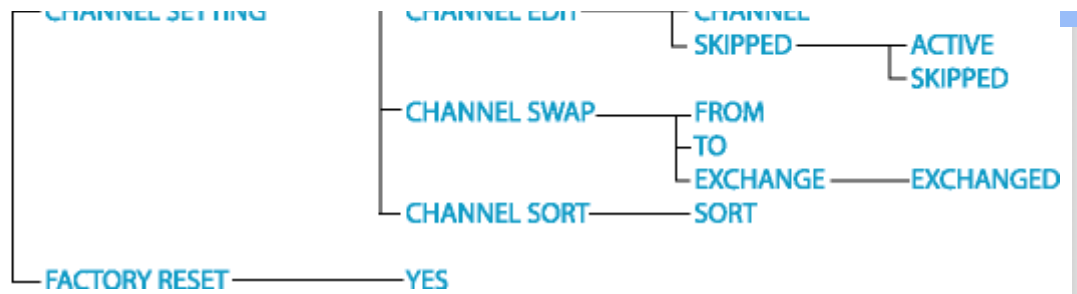 CHANNEL SETTING CHANNEL EDIT CHANNEL
SKIPPED ACTIVE
SKIPPED
CHANNEL SWAP FROM
TO
EXCHANGE EXCHANGED
CHANNEL SORT SORT
FACTORY RESET YES